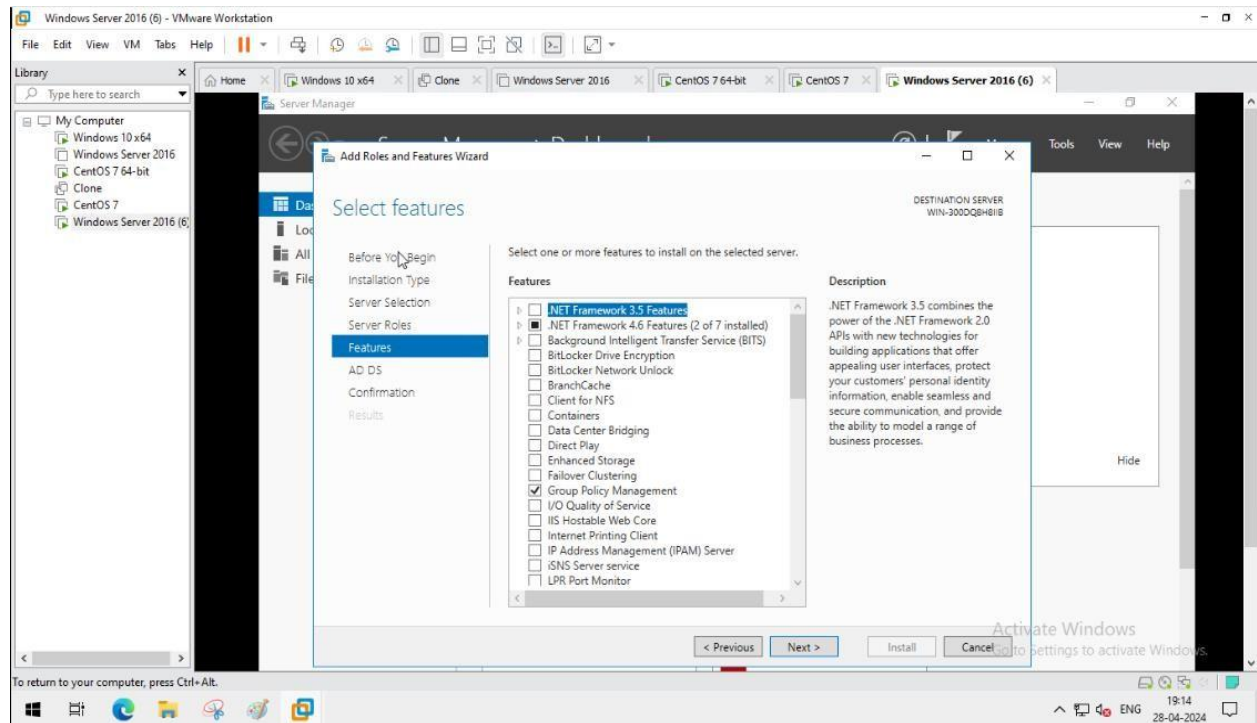 Windows Server 2016 (6) - VMware Workstation
File Edit View VM Tabs Help
Library
Type here to search
My Computer
Windows 10 x64
Windows Server 2016
CentOS 7 64-bit
Clone
CentOS 7
Windows Server 2016 (6)
Home
Windows 10 x64
Clone
Windows Server 2016
CentOS 7 64-bit
CentOS 7
Windows Server 2016 (6)
Server Manager
Tools View Help
Add Roles and Features Wizard
Select features
DESTINATION SERVER
Before You Begin
Installation Type
Server Selection
Server Roles
Features
AD DS
Confirmation
Results
Select one or more features to install on the selected server.
Features
.NET Framework 3.5 Features
.NET Framework 4.6 Features (2 of 7 installed)
Background Intelligent Transfer Service (BITS)
BitLocker Drive Encryption
BitLocker Network Unlock
BranchCache
Client for NFS
Containers
Data Center Bridging
Direct Play
Enhanced Storage
Failover Clustering
Group Policy Management
I/O Quality of Service
IIS Hostable Web Core
Internet Printing Client
IP Address Management (IPAM) Server
iSNS Server service
LPR Port Monitor
Description
.NET Framework 3.5 combines the
power of the .NET Framework 2.0
APIs with new technologies for
building applications that offer
appealing user interfaces, protect
your customers' personal identity
information, enable seamless and
secure communication, and provide
the ability to model a range of
business processes.
Hide
< Previous
Next >
Install
Cancel
Activate Windows
Go to Settings to activate Windows.
To return to your computer, press Ctrl+Alt.
ENG
19:14
28-04-2024